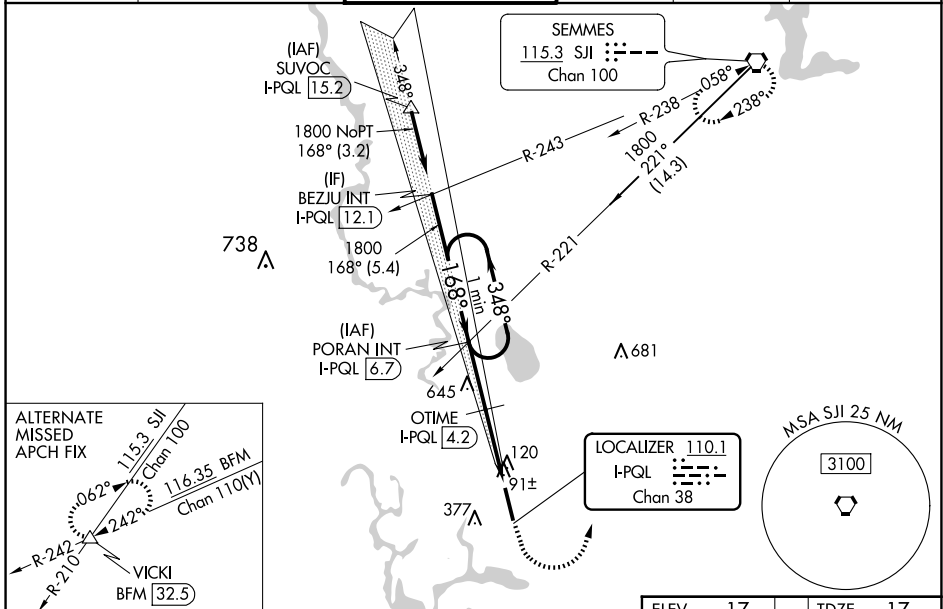 SEMMES
115.3 SJI
Chan 100
(IAF)
SUVOC
I-PQL 15.2
348°
058°
238°
R-238
R-243
1800 NoPT
168° (3.2)
1800
221°
(14.3)
(IF)
BEZJU INT
I-PQL 12.1
738
1800
168° (5.4)
R-221
168°
1 min
348°
(IAF)
PORAN INT
I-PQL 6.7
681
645
OTIME
I-PQL 4.2
ALTERNATE
MISSED
APCH FIX
115.3 SJI
Chan 100
116.35 BFM
Chan 110(Y)
062°
242°
R-242
R-210
VICKI
BFM 32.5
120
91±
377
LOCALIZER 110.1
I-PQL
Chan 38
MSA SJI 25 NM
3100
ELEV 17
TDZE 17